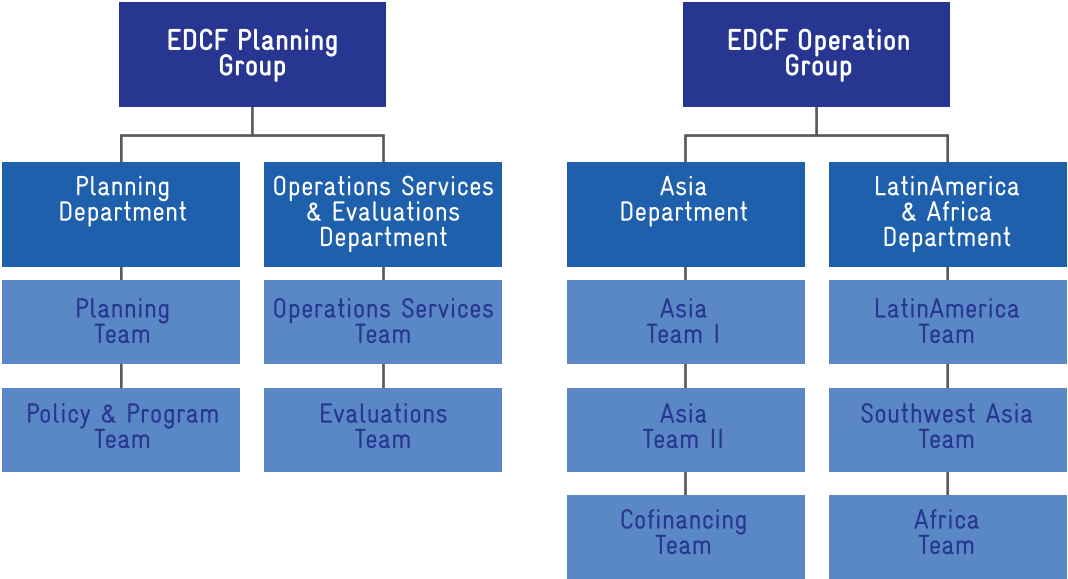 EDCF Planning
Group
EDCF Operation
Group
Planning
Department
Operations Services
& Evaluations
Department
Asia
Department
LatinAmerica
& Africa
Department
Planning
Team
Operations Services
Team
Asia
Team I
LatinAmerica
Team
Policy & Program
Team
Evaluations
Team
Asia
Team II
Southwest Asia
Team
Cofinancing
Team
Africa
Team